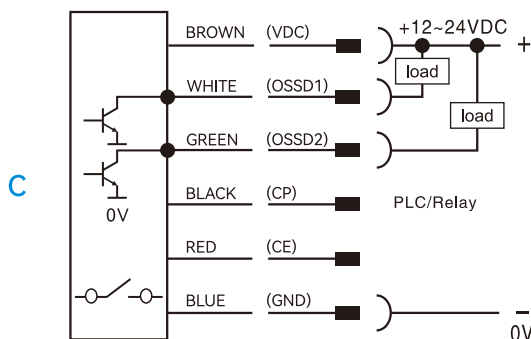 BROWN (VDC) +12~24VDC +
load
WHITE (OSSD1)
load
GREEN (OSSD2)
C
BLACK (CP) PLC/Relay
0V
RED (CE)
BLUE (GND) −
0V